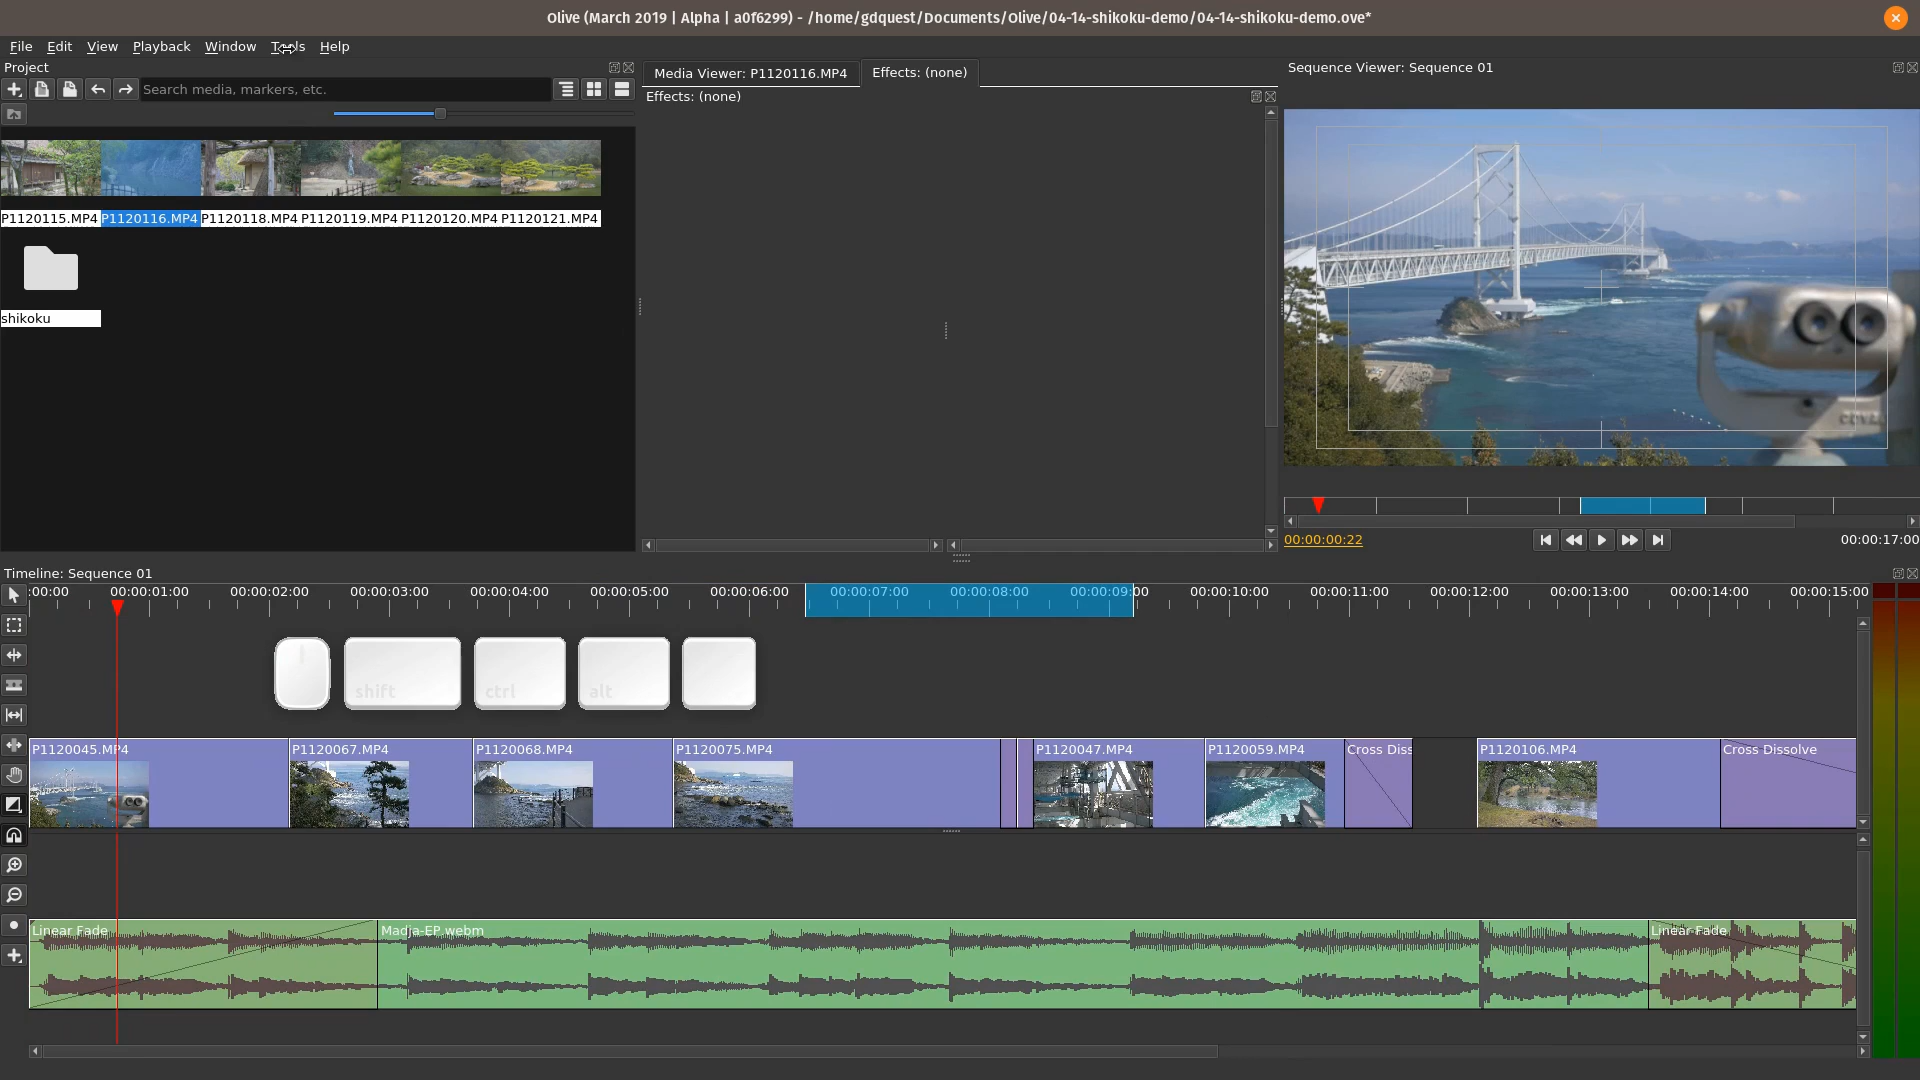 Olive (March 2019 | Alpha | a0f6299) - /home/gdquest/Documents/Olive/04-14-shikoku-demo/04-14-shikoku-demo.ove*
File Edit View Playback Window Tools Help
Project
Search media, markers, etc.
P1120115.MP4 P1120116.MP4 P1120118.MP4 P1120119.MP4 P1120120.MP4 P1120121.MP4
shikoku
Media Viewer: P1120116.MP4 Effects: (none)
Effects: (none)
Sequence Viewer: Sequence 01
00:00:00:22 00:00:17:00
Timeline: Sequence 01
:00:00 00:00:01:00 00:00:02:00 00:00:03:00 00:00:04:00 00:00:05:00 00:00:06:00 00:00:07:00 00:00:08:00 00:00:09:00 00:00:10:00 00:00:11:00 00:00:12:00 00:00:13:00 00:00:14:00 00:00:15:00
shift ctrl alt
P1120045.MP4 P1120067.MP4 P1120068.MP4 P1120075.MP4 P1120047.MP4 P1120059.MP4 Cross Diss P1120106.MP4 Cross Dissolve
Linear Fade Madja-EP.webm Linear Fade